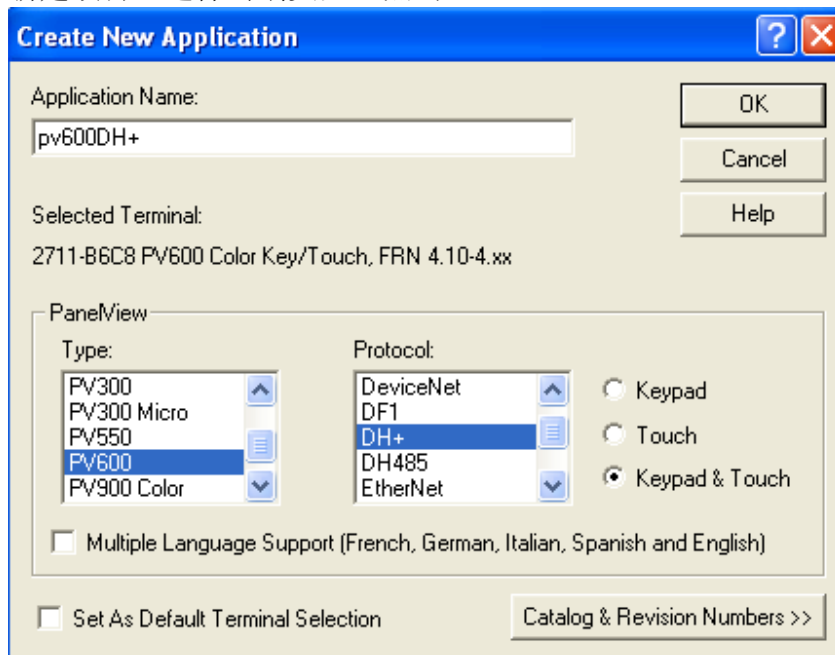 Create New Application
Application Name:
OK
pv600DH+
Cancel
Selected Terminal:
Help
2711-B6C8 PV600 Color Key/Touch, FRN 4.10-4.xx
PanelView
Type:
Protocol:
PV300
PV300 Micro
PV550
PV600
PV900 Color
DeviceNet
DF1
DH+
DH485
EtherNet
Keypad
Touch
Keypad & Touch
Multiple Language Support (French, German, Italian, Spanish and English)
Set As Default Terminal Selection
Catalog & Revision Numbers >>